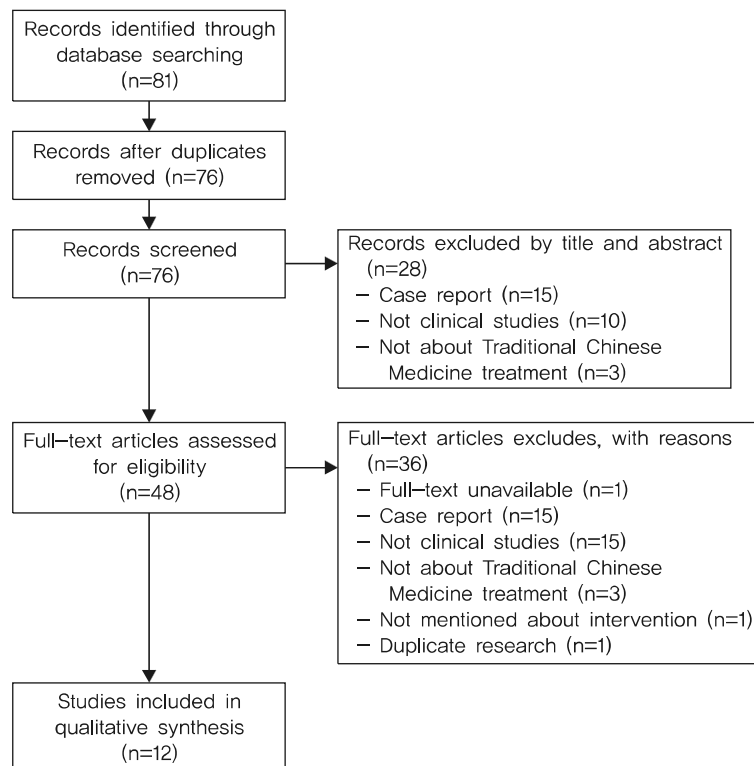 Records identified through
database searching
(n=81)
Records after duplicates
removed (n=76)
Records screened
(n=76)
Records excluded by title and abstract
(n=28)
– Case report (n=15)
– Not clinical studies (n=10)
– Not about Traditional Chinese
Medicine treatment (n=3)
Full-text articles assessed
for eligibility
(n=48)
Full-text articles excludes, with reasons
(n=36)
– Full-text unavailable (n=1)
– Case report (n=15)
– Not clinical studies (n=15)
– Not about Traditional Chinese
Medicine treatment (n=3)
– Not mentioned about intervention (n=1)
– Duplicate research (n=1)
Studies included in
qualitative synthesis
(n=12)